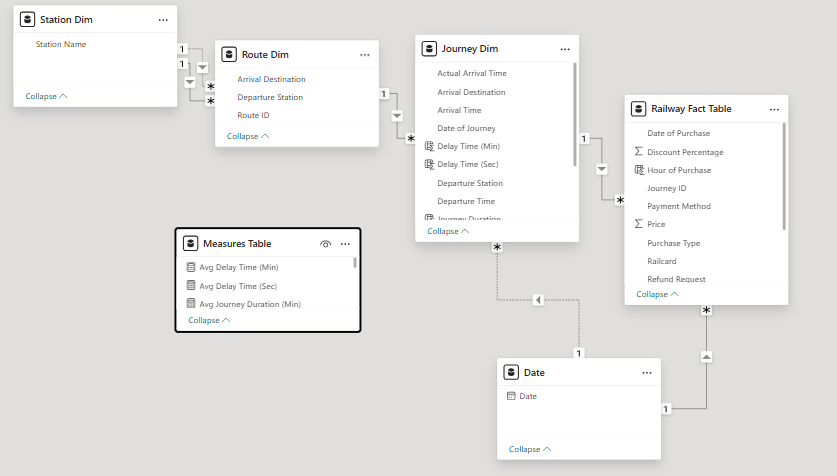 Station Dim
Station Name
Collapse
1
1
*
*
Route Dim
Arrival Destination
Departure Station
Route ID
Collapse
1
*
Journey Dim
Actual Arrival Time
Arrival Destination
Arrival Time
Date of Journey
Delay Time (Min)
Delay Time (Sec)
Departure Station
Departure Time
Journey Duration
Collapse
1
*
*
Railway Fact Table
Date of Purchase
Discount Percentage
Hour of Purchase
Journey ID
Payment Method
Price
Purchase Type
Railcard
Refund Request
Collapse
*
Measures Table
Avg Delay Time (Min)
Avg Delay Time (Sec)
Avg Journey Duration (Min)
Collapse
1
Date
Date
Collapse
1